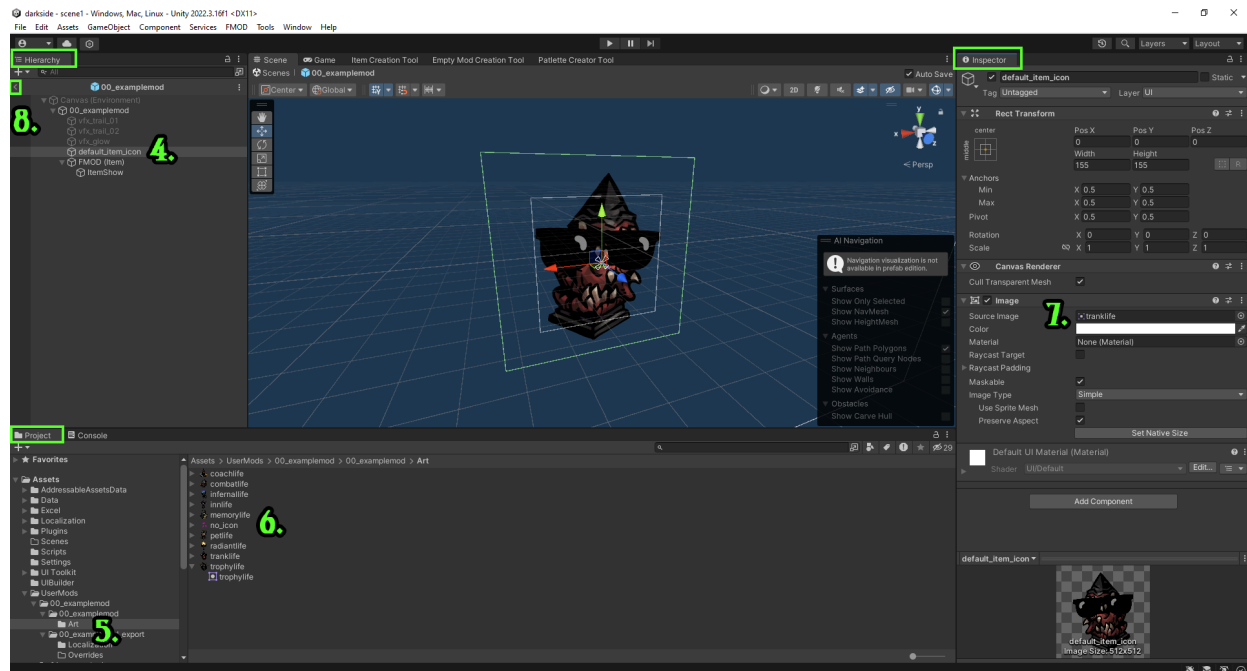 darkside - scene1 - Windows, Mac, Linux - Unity 2022.3.16f1 <DX11>
File Edit Assets GameObject Component Services FMOD Tools Window Help
Layers Layout
Hierarchy
Scene Game Item Creation Tool Empty Mod Creation Tool Patlette Creator Tool
Inspector
All
Scenes 00_examplemod
Auto Save
00_examplemod
Center Global 2D
default_item_icon Static
Tag Untagged Layer UI
8.
Canvas (Environment)
00_examplemod
vfx_trail_01
vfx_trail_02
vfx_glow
default_item_icon
4.
FMOD (Item)
ItemShow
y
x
z
Persp
AI Navigation
Navigation visualization is not
available in prefab edition.
Surfaces
Show Only Selected
Show NavMesh
Show HeightMesh
Agents
Show Path Polygons
Show Path Query Nodes
Show Neighbours
Show Walls
Show Avoidance
Obstacles
Show Carve Hull
Rect Transform
center Pos X Pos Y Pos Z
0 0 0
middle Width Height
155 155 R
Anchors
Min X 0.5 Y 0.5
Max X 0.5 Y 0.5
Pivot X 0.5 Y 0.5
Rotation X 0 Y 0 Z 0
Scale X 1 Y 1 Z 1
Canvas Renderer
Cull Transparent Mesh
Image
7.
Source Image tranklife
Color
Material None (Material)
Raycast Target
Raycast Padding
Maskable
Image Type Simple
Use Sprite Mesh
Preserve Aspect
Set Native Size
Default UI Material (Material)
Shader UI/Default Edit...
Add Component
default_item_icon
default_item_icon
Image Size: 512x512
Project Console
29
Favorites
Assets > UserMods > 00_examplemod > 00_examplemod > Art
Assets
AddressableAssetsData
Data
Excel
Localization
Plugins
Scenes
Scripts
Settings
UI Toolkit
UIBuilder
UserMods
00_examplemod
00_examplemod
Art
5.
export
Overrides
coachlife
combatlife
infernallife
innlife
memorylife
no_icon
6.
petlife
radiantlife
tranklife
trophylife
trophylife